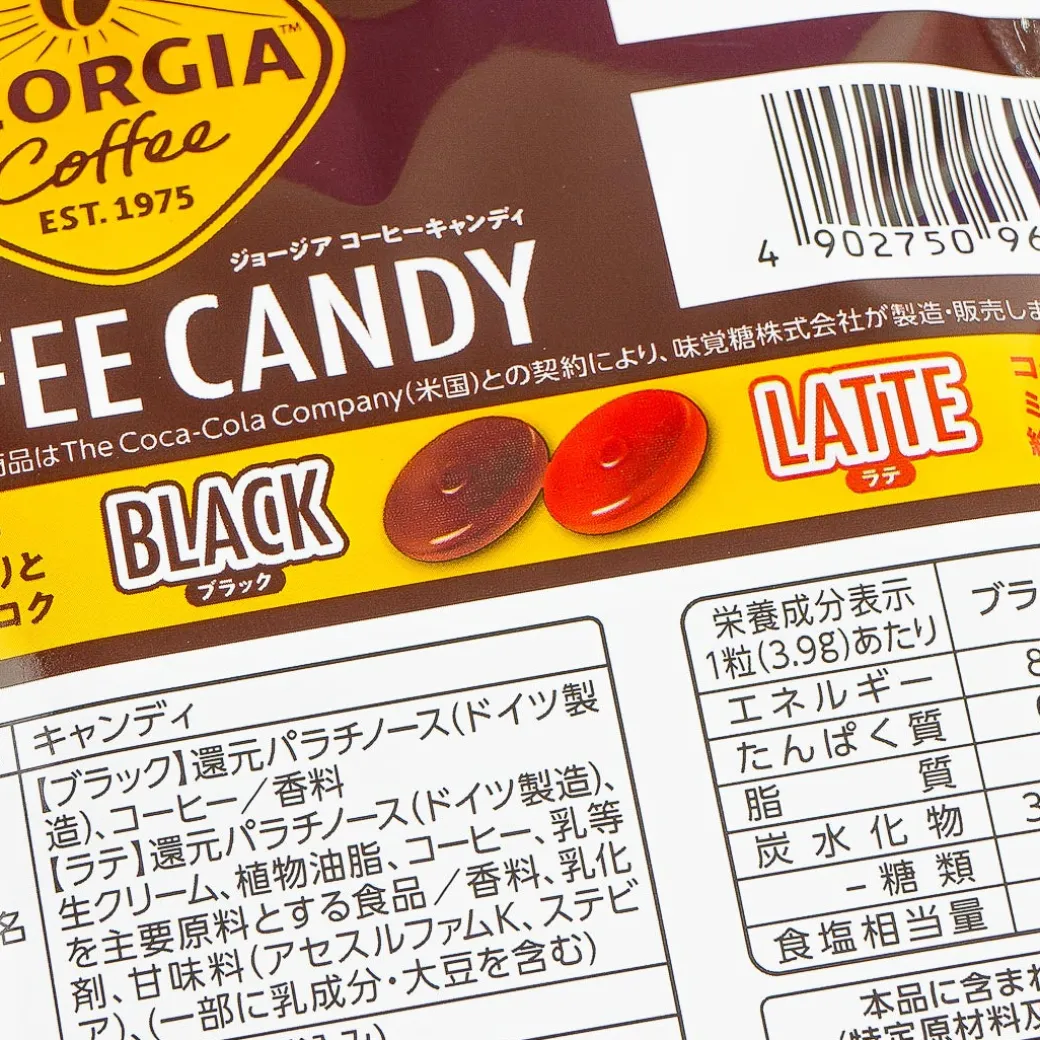 EORGIA™
Coffee
EST. 1975
ジョージア コーヒーキャンディ
FEE CANDY
4 902750 96
商品はThe Coca-Cola Company(米国)との契約により、味覚糖株式会社が製造・販売しま
りと
コク
BLACK
ブラック
LATTE
ラテ
コ
ミ
キャンディ
【ブラック】還元パラチノース(ドイツ製
造)、コーヒー／香料
【ラテ】還元パラチノース(ドイツ製造)、
生クリーム、植物油脂、コーヒー、乳等
を主要原料とする食品／香料、乳化
剤、甘味料(アセスルファムK、ステビ
ア)、(一部に乳成分・大豆を含む)
名
栄養成分表示
1粒(3.9g)あたり
ブラ
エネルギー
8
たんぱく質
脂質
炭水化物
3
-糖類
食塩相当量
本品に含まれ
(特定原材料及